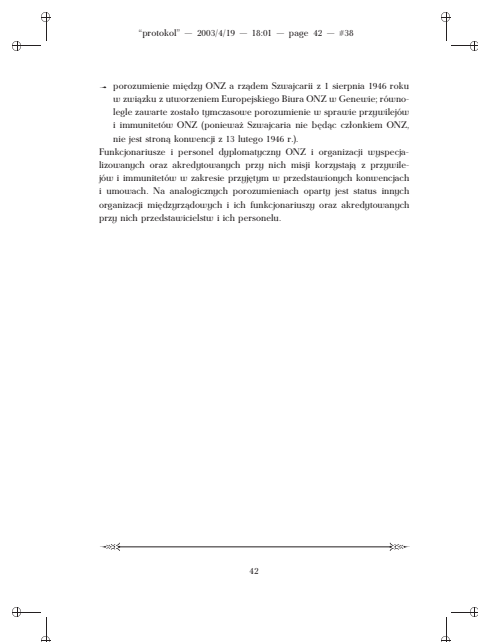 “protokol” — 2003/4/19 — 18:01 — page 42 — #38
→ porozumienie między ONZ a rządem Szwajcarii z 1 sierpnia 1946 roku
w związku z utworzeniem Europejskiego Biura ONZ w Genewie; równo-
legle zawarte zostało tymczasowe porozumienie w sprawie przywilejów
i immunitetów ONZ (ponieważ Szwajcaria nie będąc członkiem ONZ,
nie jest stroną konwencji z 13 lutego 1946 r.).
Funkcjonariusze i personel dyplomatyczny ONZ i organizacji wyspecja-
lizowanych oraz akredytowanych przy nich misji korzystają z przywile-
jów i immunitetów w zakresie przyjętym w przedstawionych konwencjach
i umowach. Na analogicznych porozumieniach oparty jest status innych
organizacji międzyrządowych i ich funkcjonariuszy oraz akredytowanych
przy nich przedstawicielstw i ich personelu.
42